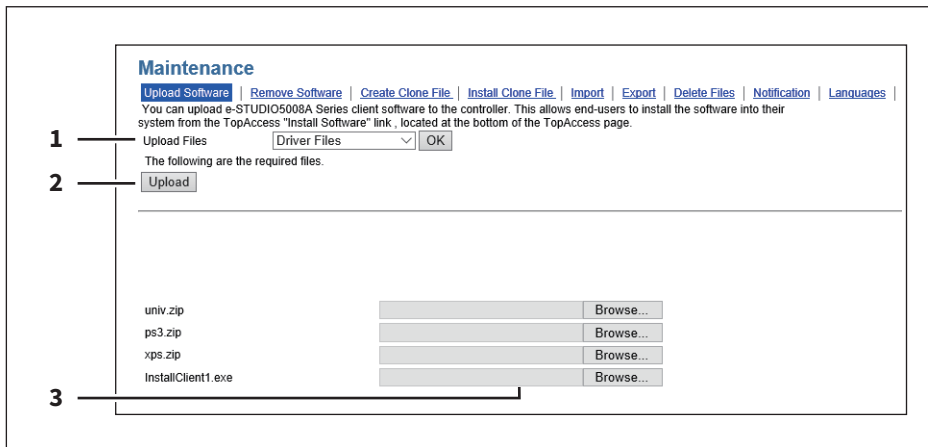 Maintenance
Upload Software | Remove Software | Create Clone File | Install Clone File | Import | Export | Delete Files | Notification | Languages |
You can upload e-STUDIO5008A Series client software to the controller. This allows end-users to install the software into their
system from the TopAccess "Install Software" link , located at the bottom of the TopAccess page.
1 Upload Files Driver Files OK
The following are the required files.
2 Upload
univ.zip Browse...
ps3.zip Browse...
xps.zip Browse...
InstallClient1.exe Browse...
3